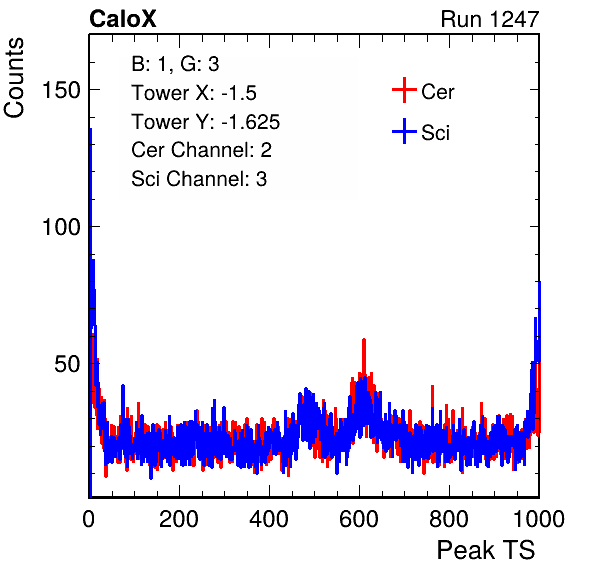 CaloX Run 1247
Counts
B: 1, G: 3
Tower X: -1.5
Tower Y: -1.625
Cer Channel: 2
Sci Channel: 3
Cer
Sci
150
100
50
0 200 400 600 800 1000
Peak TS